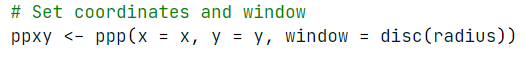 # Set coordinates and window
ppxy <- ppp(x = x, y = y, window = disc(radius))